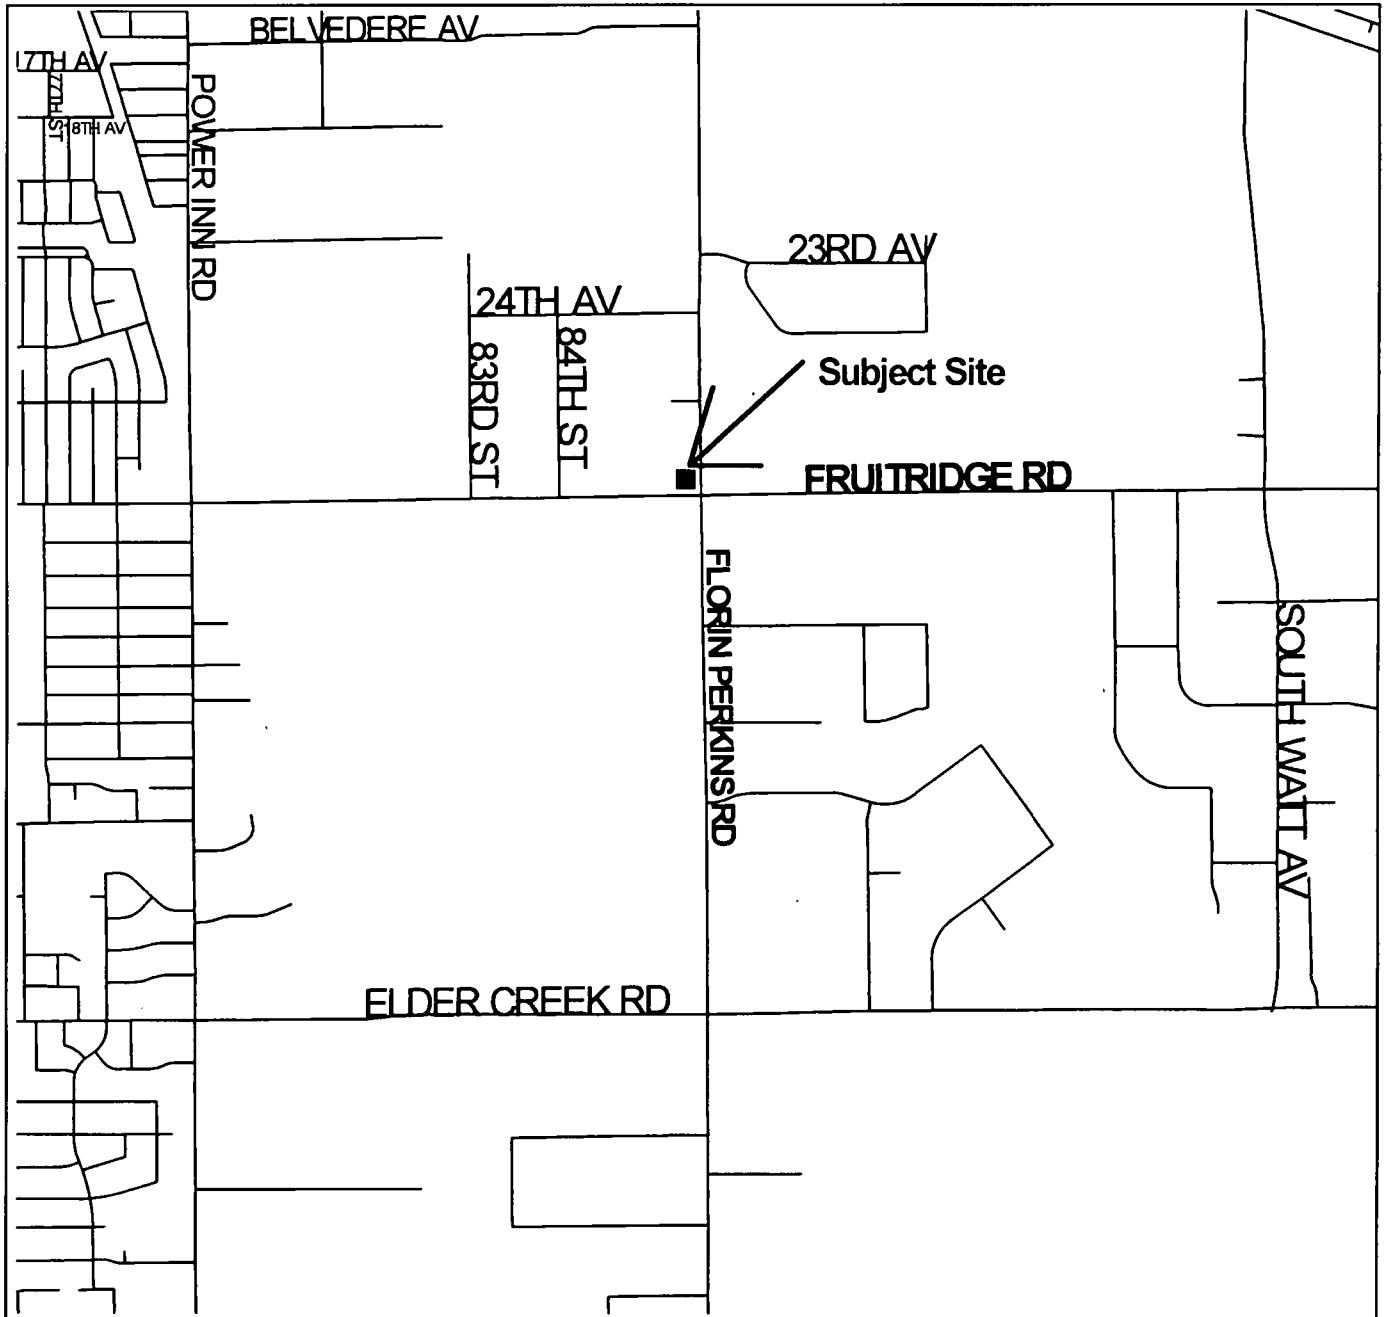 BELVEDERE AV
17TH AV
77TH ST
18TH AV
POWER INN RD
23RD AV
24TH AV
83RD ST
84TH ST
Subject Site
FRUITRIDGE RD
FLORIN PERKINS RD
SOUTH WATT AV
ELDER CREEK RD